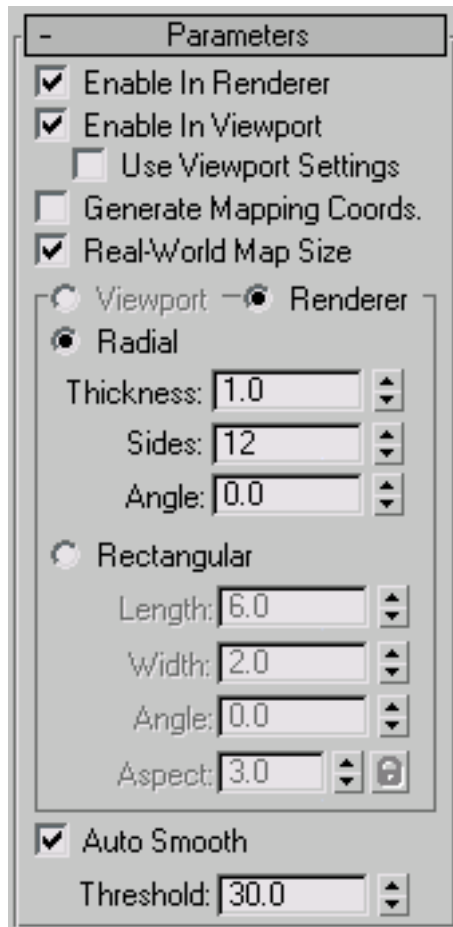 - Parameters
Enable In Renderer
Enable In Viewport
Use Viewport Settings
Generate Mapping Coords.
Real-World Map Size
Viewport Renderer
Radial
Thickness: 1.0
Sides: 12
Angle: 0.0
Rectangular
Length: 6.0
Width: 2.0
Angle: 0.0
Aspect: 3.0
Auto Smooth
Threshold: 30.0